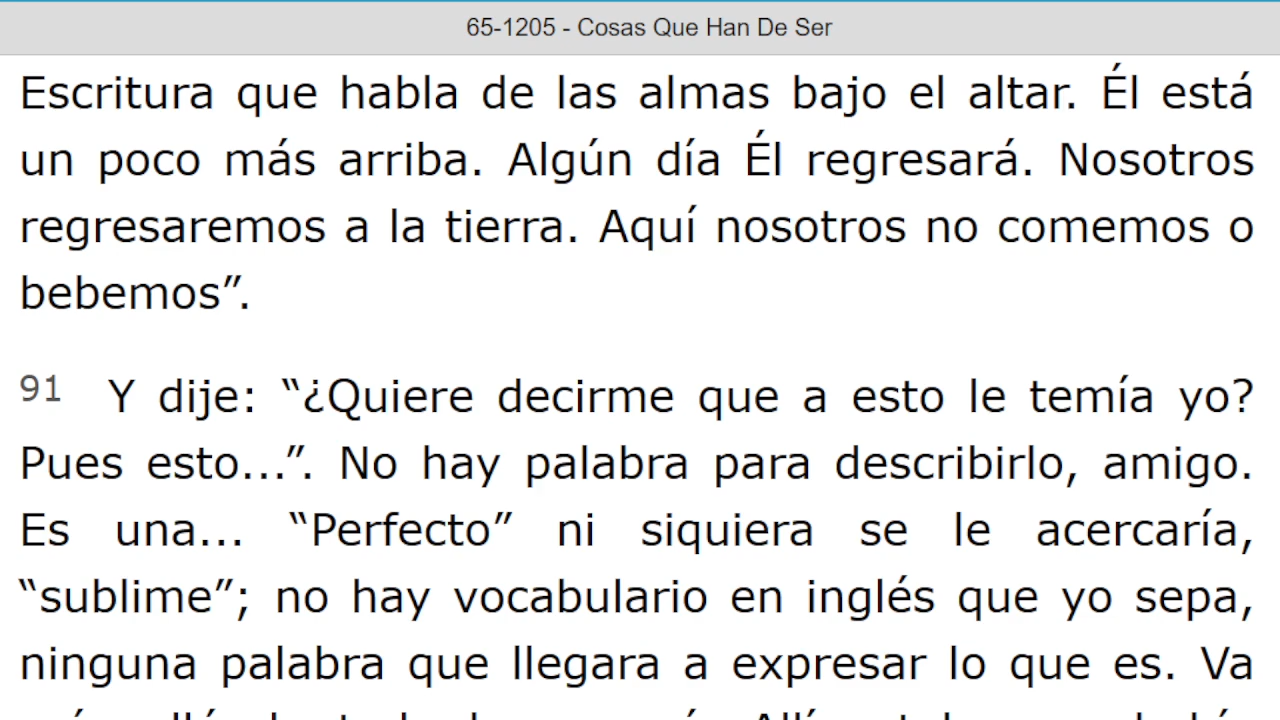 65-1205 - Cosas Que Han De Ser
Escritura que habla de las almas bajo el altar. Él está
un poco más arriba. Algún día Él regresará. Nosotros
regresaremos a la tierra. Aquí nosotros no comemos o
bebemos”.
91 Y dije: “¿Quiere decirme que a esto le temía yo?
Pues esto...”. No hay palabra para describirlo, amigo.
Es una... “Perfecto” ni siquiera se le acercaría,
“sublime”; no hay vocabulario en inglés que yo sepa,
ninguna palabra que llegara a expresar lo que es. Va